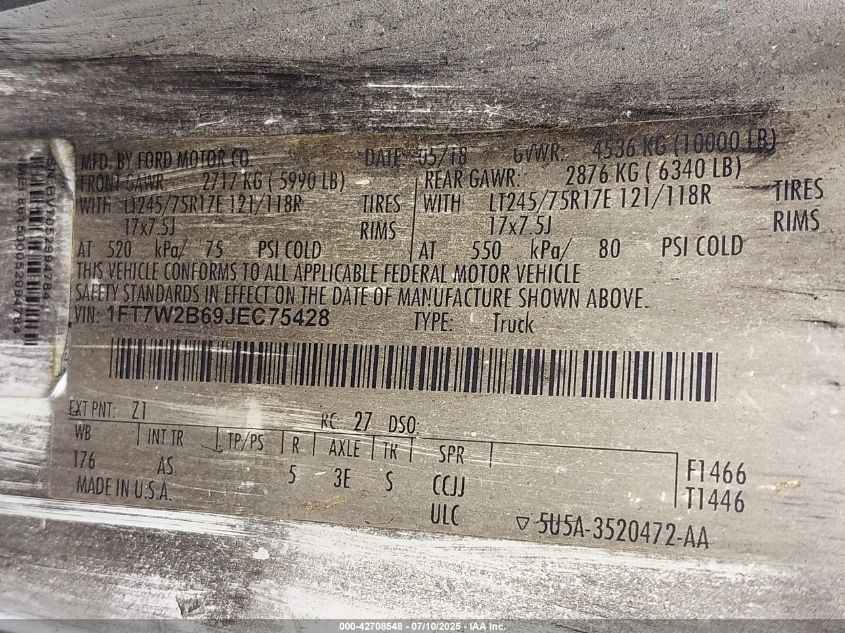 MFD. BY FORD MOTOR CO. DATE: 05/18 GVWR: 4536 KG (10000 LB)
FRONT GAWR: 2717 KG ( 5990 LB) REAR GAWR: 2876 KG ( 6340 LB)
WITH LT245/75R17E 121/118R TIRES WITH LT245/75R17E 121/118R TIRES
17x7.5J RIMS 17x7.5J RIMS
AT 520 kPa/ 75 PSI COLD AT 550 kPa/ 80 PSI COLD
THIS VEHICLE CONFORMS TO ALL APPLICABLE FEDERAL MOTOR VEHICLE
SAFETY STANDARDS IN EFFECT ON THE DATE OF MANUFACTURE SHOWN ABOVE.
VIN: 1FT7W2B69JEC75428 TYPE: Truck
EXT PNT: Z1 RC: 27 DSO:
WB INT TR TP/PS R AXLE TR SPR
176 AS 5 3E S CCJJ F1466
MADE IN U.S.A. ULC T1446
5U5A-3520472-AA
000-42708548 - 07/10/2025 - IAA Inc.